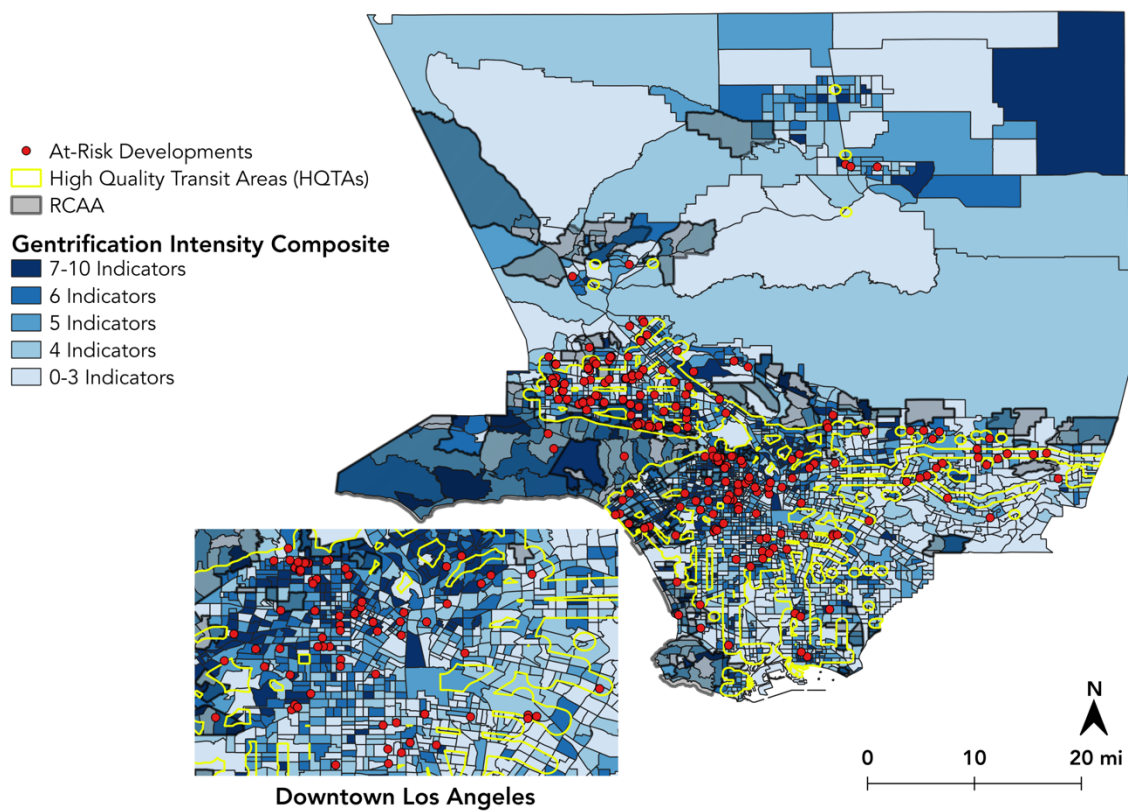 At-Risk Developments
High Quality Transit Areas (HQTAs)
RCAA
Gentrification Intensity Composite
7-10 Indicators
6 Indicators
5 Indicators
4 Indicators
0-3 Indicators
Downtown Los Angeles
N
0 10 20 mi